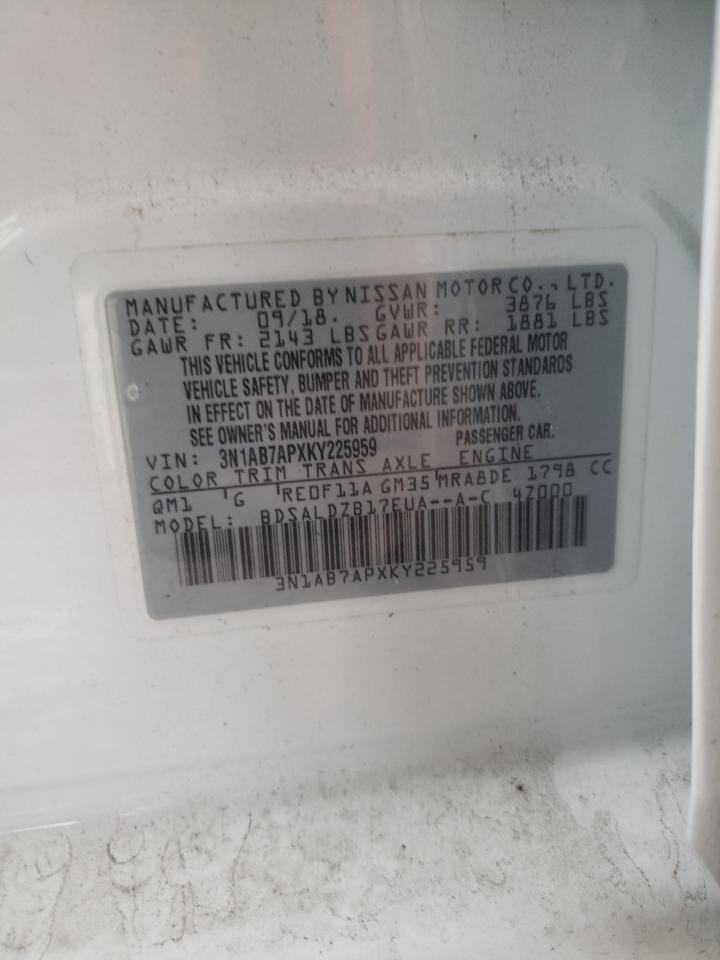 MANUFACTURED BY NISSAN MOTOR CO., LTD.
DATE: 09/18. GVWR: 3876 LBS
GAWR FR: 2143 LBS GAWR RR: 1881 LBS
THIS VEHICLE CONFORMS TO ALL APPLICABLE FEDERAL MOTOR
VEHICLE SAFETY, BUMPER AND THEFT PREVENTION STANDARDS
IN EFFECT ON THE DATE OF MANUFACTURE SHOWN ABOVE.
SEE OWNER'S MANUAL FOR ADDITIONAL INFORMATION.
VIN: 3N1AB7APXKY225959 PASSENGER CAR.
COLOR TRIM TRANS AXLE ENGINE
QM1 G RE0F11A GM35 MRA8DE 1798 CC
MODEL: BDSALDZB17EUA--A-C 4Z000
3N1AB7APXKY225959